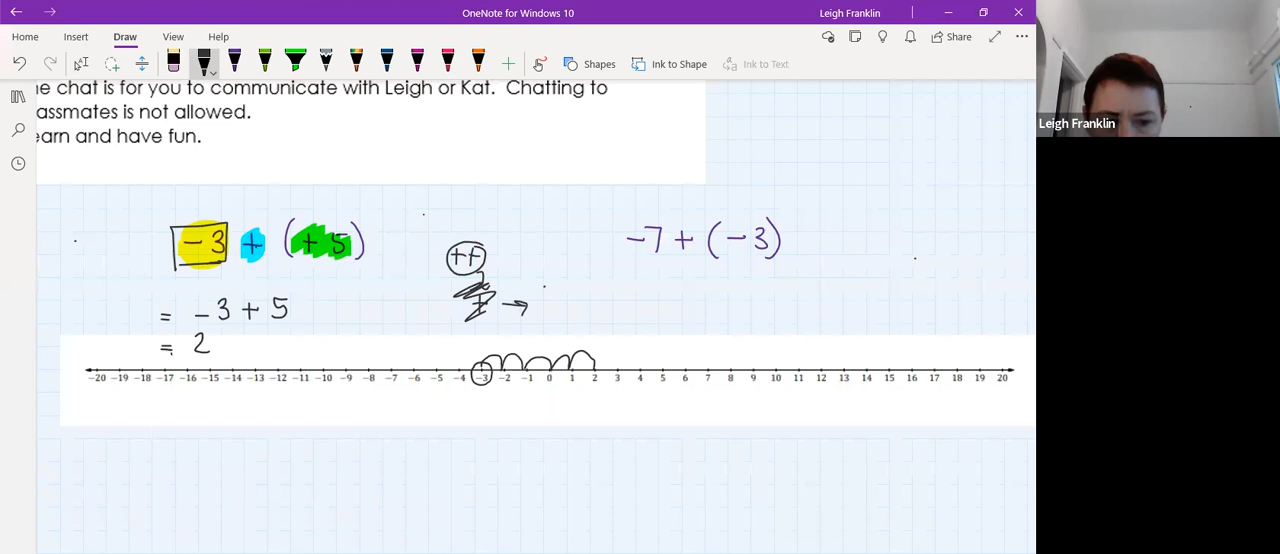 OneNote for Windows 10
Leigh Franklin
Home Insert Draw View Help
Share
Shapes Ink to Shape Ink to Text
ne chat is for you to communicate with Leigh or Kat. Chatting to
assmates is not allowed.
earn and have fun.
Leigh Franklin
-3 + (+5)
++
-7 + (-3)
= -3 + 5
= 2
-20 -19 -18 -17 -16 -15 -14 -13 -12 -11 -10 -9 -8 -7 -6 -5 -4 -3 -2 -1 0 1 2 3 4 5 6 7 8 9 10 11 12 13 14 15 16 17 18 19 20